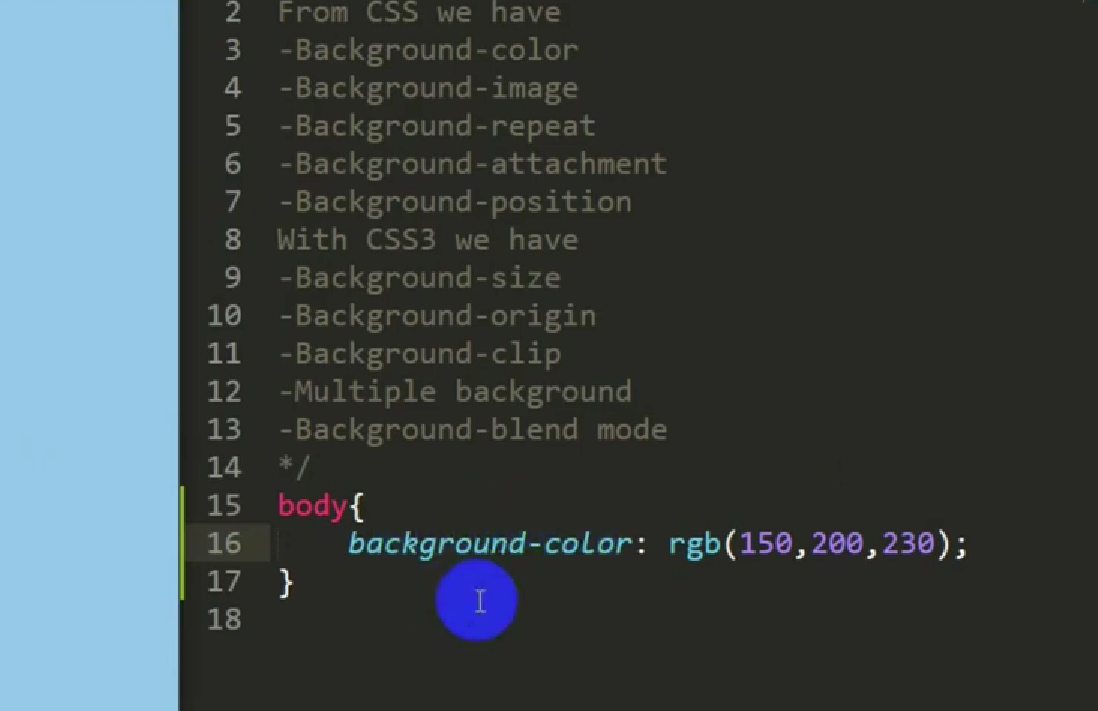 2 From CSS we have
3 -Background-color
4 -Background-image
5 -Background-repeat
6 -Background-attachment
7 -Background-position
8 With CSS3 we have
9 -Background-size
10 -Background-origin
11 -Background-clip
12 -Multiple background
13 -Background-blend mode
14 */
15 body{
16 background-color: rgb(150,200,230);
17 }
18